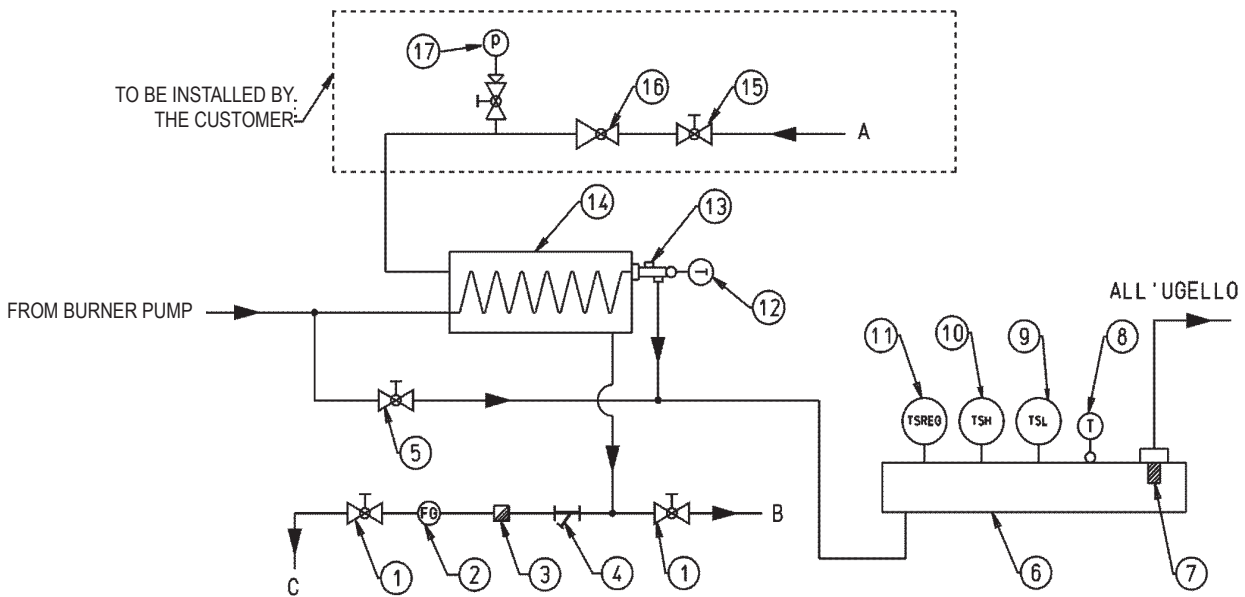 17
P
TO BE INSTALLED BY
THE CUSTOMER
16
15
A
14
13
12
FROM BURNER PUMP
ALL'UGELLO
11
10
9
8
TSREG
TSH
TSL
T
5
B
FG
C
1
2
3
4
1
6
7
T